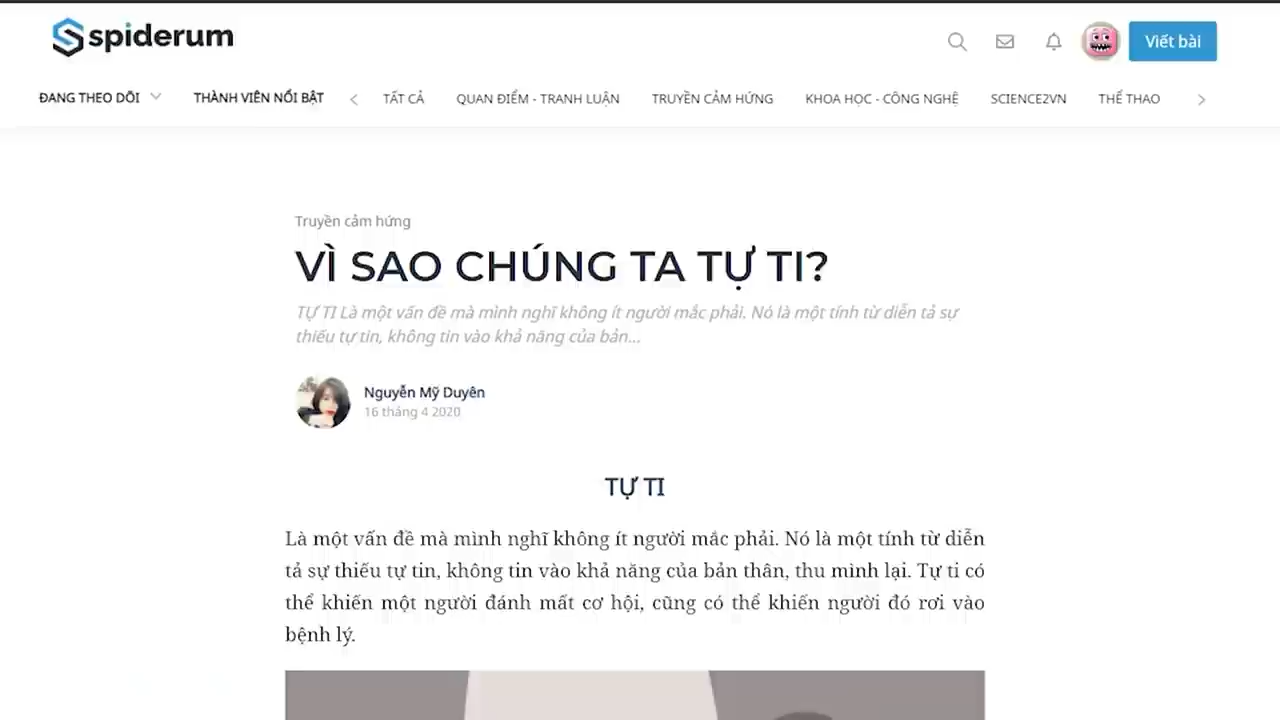 spiderum
Viết bài
ĐANG THEO DÕI THÀNH VIÊN NỔI BẬT TẤT CẢ QUAN ĐIỂM - TRANH LUẬN TRUYỀN CẢM HỨNG KHOA HỌC - CÔNG NGHỆ SCIENCE2VN THỂ THAO
Truyền cảm hứng
VÌ SAO CHÚNG TA TỰ TI?
TỰ TI Là một vấn đề mà mình nghĩ không ít người mắc phải. Nó là một tính từ diễn tả sự
thiếu tự tin, không tin vào khả năng của bản...
Nguyễn Mỹ Duyên
16 tháng 4 2020
TỰ TI
Là một vấn đề mà mình nghĩ không ít người mắc phải. Nó là một tính từ diễn
tả sự thiếu tự tin, không tin vào khả năng của bản thân, thu mình lại. Tự ti có
thể khiến một người đánh mất cơ hội, cũng có thể khiến người đó rơi vào
bệnh lý.